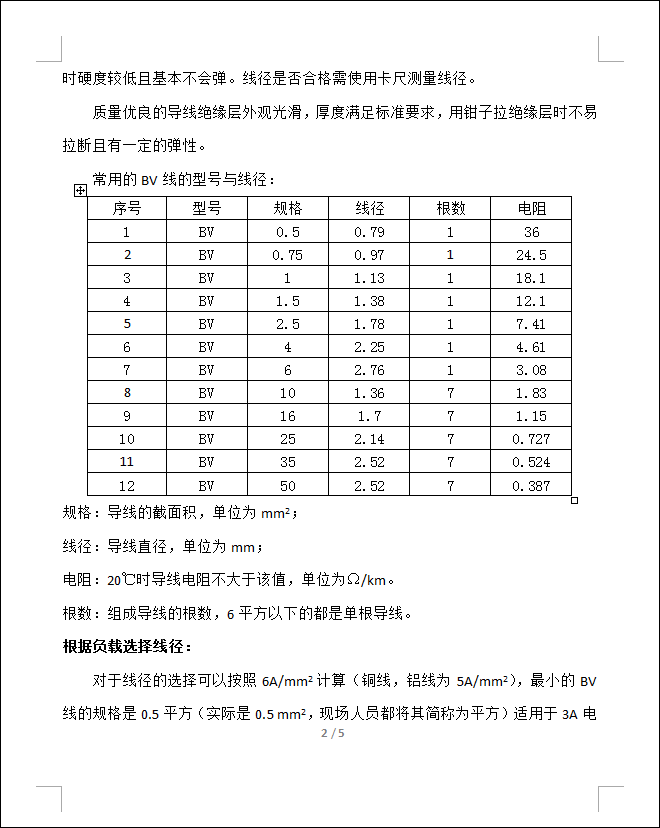 时硬度较低且基本不会弹。线径是否合格需使用卡尺测量线径。
质量优良的导线绝缘层外观光滑，厚度满足标准要求，用钳子拉绝缘层时不易
拉断且有一定的弹性。
常用的 BV 线的型号与线径：
序号 型号 规格 线径 根数 电阻
1 BV 0.5 0.79 1 36
2 BV 0.75 0.97 1 24.5
3 BV 1 1.13 1 18.1
4 BV 1.5 1.38 1 12.1
5 BV 2.5 1.78 1 7.41
6 BV 4 2.25 1 4.61
7 BV 6 2.76 1 3.08
8 BV 10 1.36 7 1.83
9 BV 16 1.7 7 1.15
10 BV 25 2.14 7 0.727
11 BV 35 2.52 7 0.524
12 BV 50 2.52 7 0.387
规格：导线的截面积，单位为 mm²；
线径：导线直径，单位为 mm；
电阻：20℃时导线电阻不大于该值，单位为Ω/km。
根数：组成导线的根数，6 平方以下的都是单根导线。
根据负载选择线径：
对于线径的选择可以按照 6A/mm² 计算（铜线，铝线为 5A/mm²），最小的 BV
线的规格是 0.5 平方（实际是 0.5 mm²，现场人员都将其简称为平方）适用于 3A 电
2 / 5